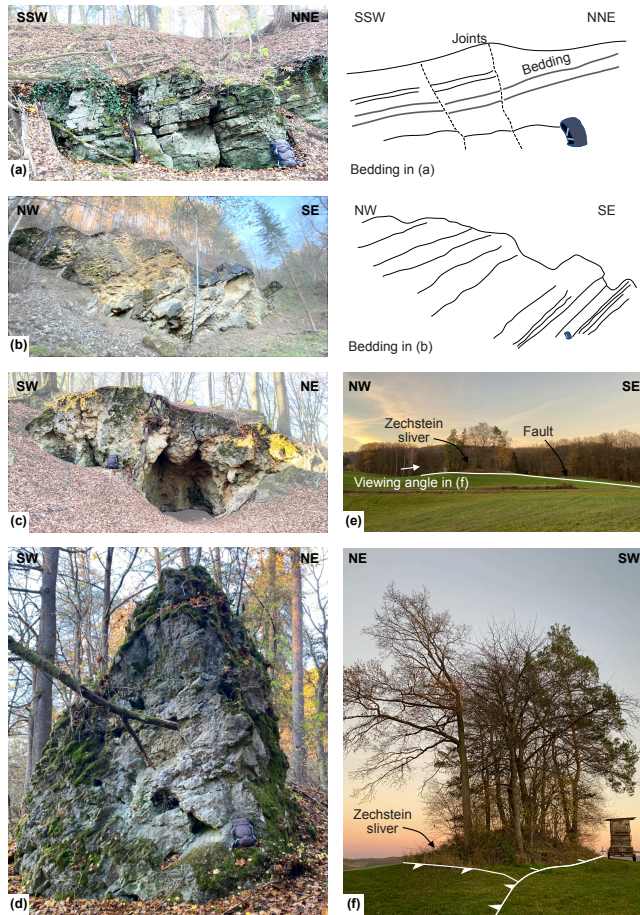 SSW
NNE
(a)
SSW
NNE
Joints
Bedding
Bedding in (a)
NW
SE
(b)
NW
SE
Bedding in (b)
SW
NE
(c)
NW
SE
Zechstein
sliver
Fault
Viewing angle in (f)
(e)
SW
NE
(d)
NE
SW
Zechstein
sliver
(f)